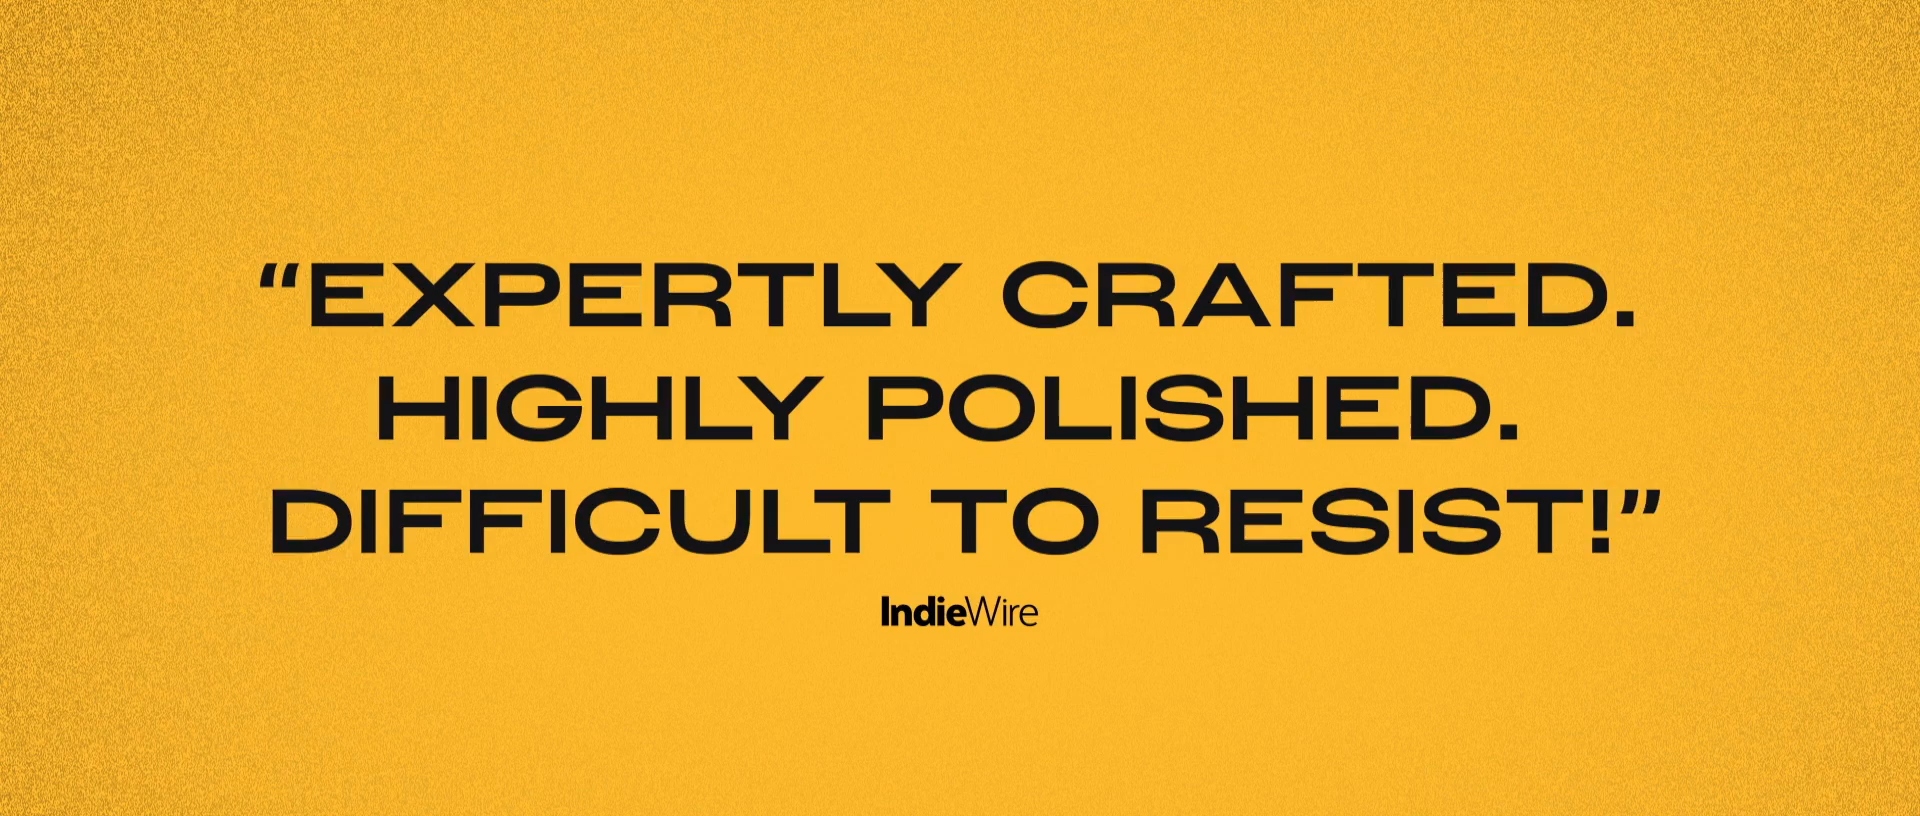 “EXPERTLY CRAFTED.
HIGHLY POLISHED.
DIFFICULT TO RESIST!”
IndieWire